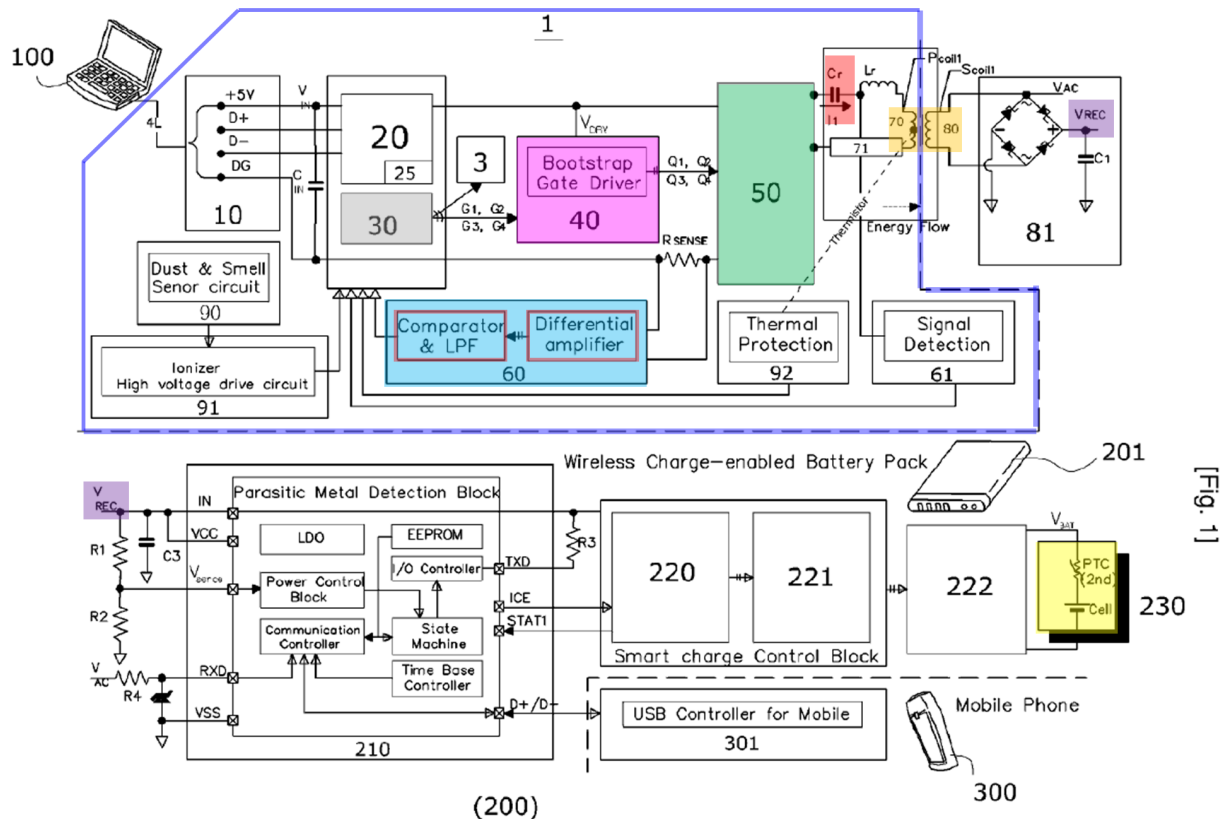 1
100
4L
+5V
D+
D-
DG
10
V IN
C IN
20
25
30
3
G1, G2
G3, G4
VDRV
Bootstrap
Gate Driver
40
Q1, Q2
Q3, Q4
50
RSENSE
Cr
I1
Lr
Pcoil1
Scoil1
70
71
80
Thermistor
Energy Flow
VAC
VREC
C1
81
Dust & Smell
Senor circuit
90
Ionizer
High voltage drive circuit
91
Comparator
& LPF
Differential
amplifier
60
Thermal
Protection
92
Signal
Detection
61
Wireless Charge-enabled Battery Pack
201
[Fig. 1]
V REC
R1
R2
C3
Vsence
V AC
R4
IN
VCC
RXD
VSS
Parasitic Metal Detection Block
LDO
EEPROM
I/O Controller
Power Control
Block
Communication
Controller
State
Machine
Time Base
Controller
TXD
R3
ICE
STAT1
D+/D-
210
220
221
Smart charge Control Block
222
VBAT
PTC
(2nd)
Cell
230
USB Controller for Mobile
301
Mobile Phone
300
(200)